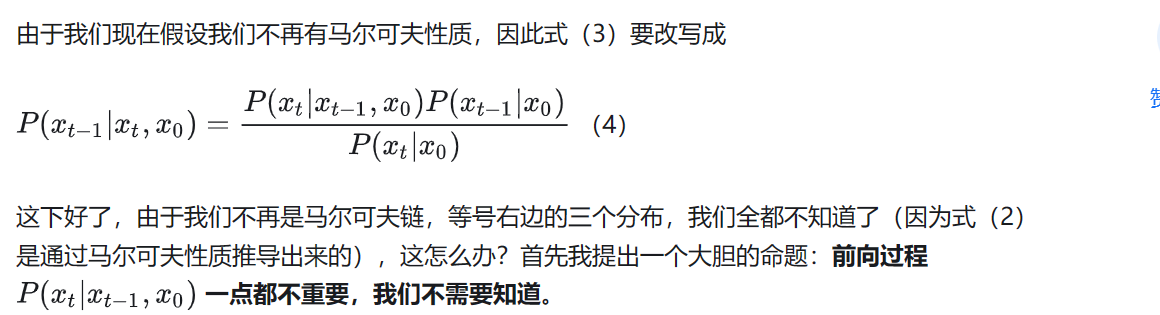 由于我们现在假设我们不再有马尔可夫性质，因此式（3）要改写成
P(x_{t-1}|x_t, x_0) = \frac{P(x_t|x_{t-1}, x_0)P(x_{t-1}|x_0)}{P(x_t|x_0)} （4）
这下好了，由于我们不再是马尔可夫链，等号右边的三个分布，我们全都不知道了（因为式（2）
是通过马尔可夫性质推导出来的），这怎么办？首先我提出一个大胆的命题：前向过程
P(x_t|x_{t-1}, x_0) 一点都不重要，我们不需要知道。